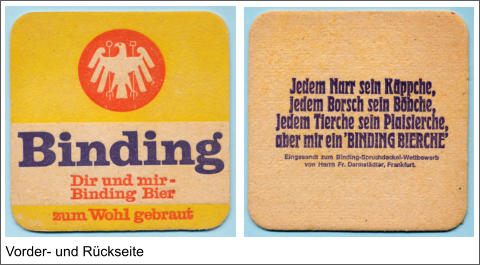 Binding
Dir und mir -
Binding Bier
zum Wohl gebraut
Jedem Narr sein Käppche,
jedem Borsch sein Böbche,
jedem Tierche sein Plaisierche,
aber mir ein 'BINDING BIERCHE'
Eingesandt zum Binding-Spruchdeckel-Wettbewerb
von Herrn Fr. Darmstädter, Frankfurt.
Vorder- und Rückseite